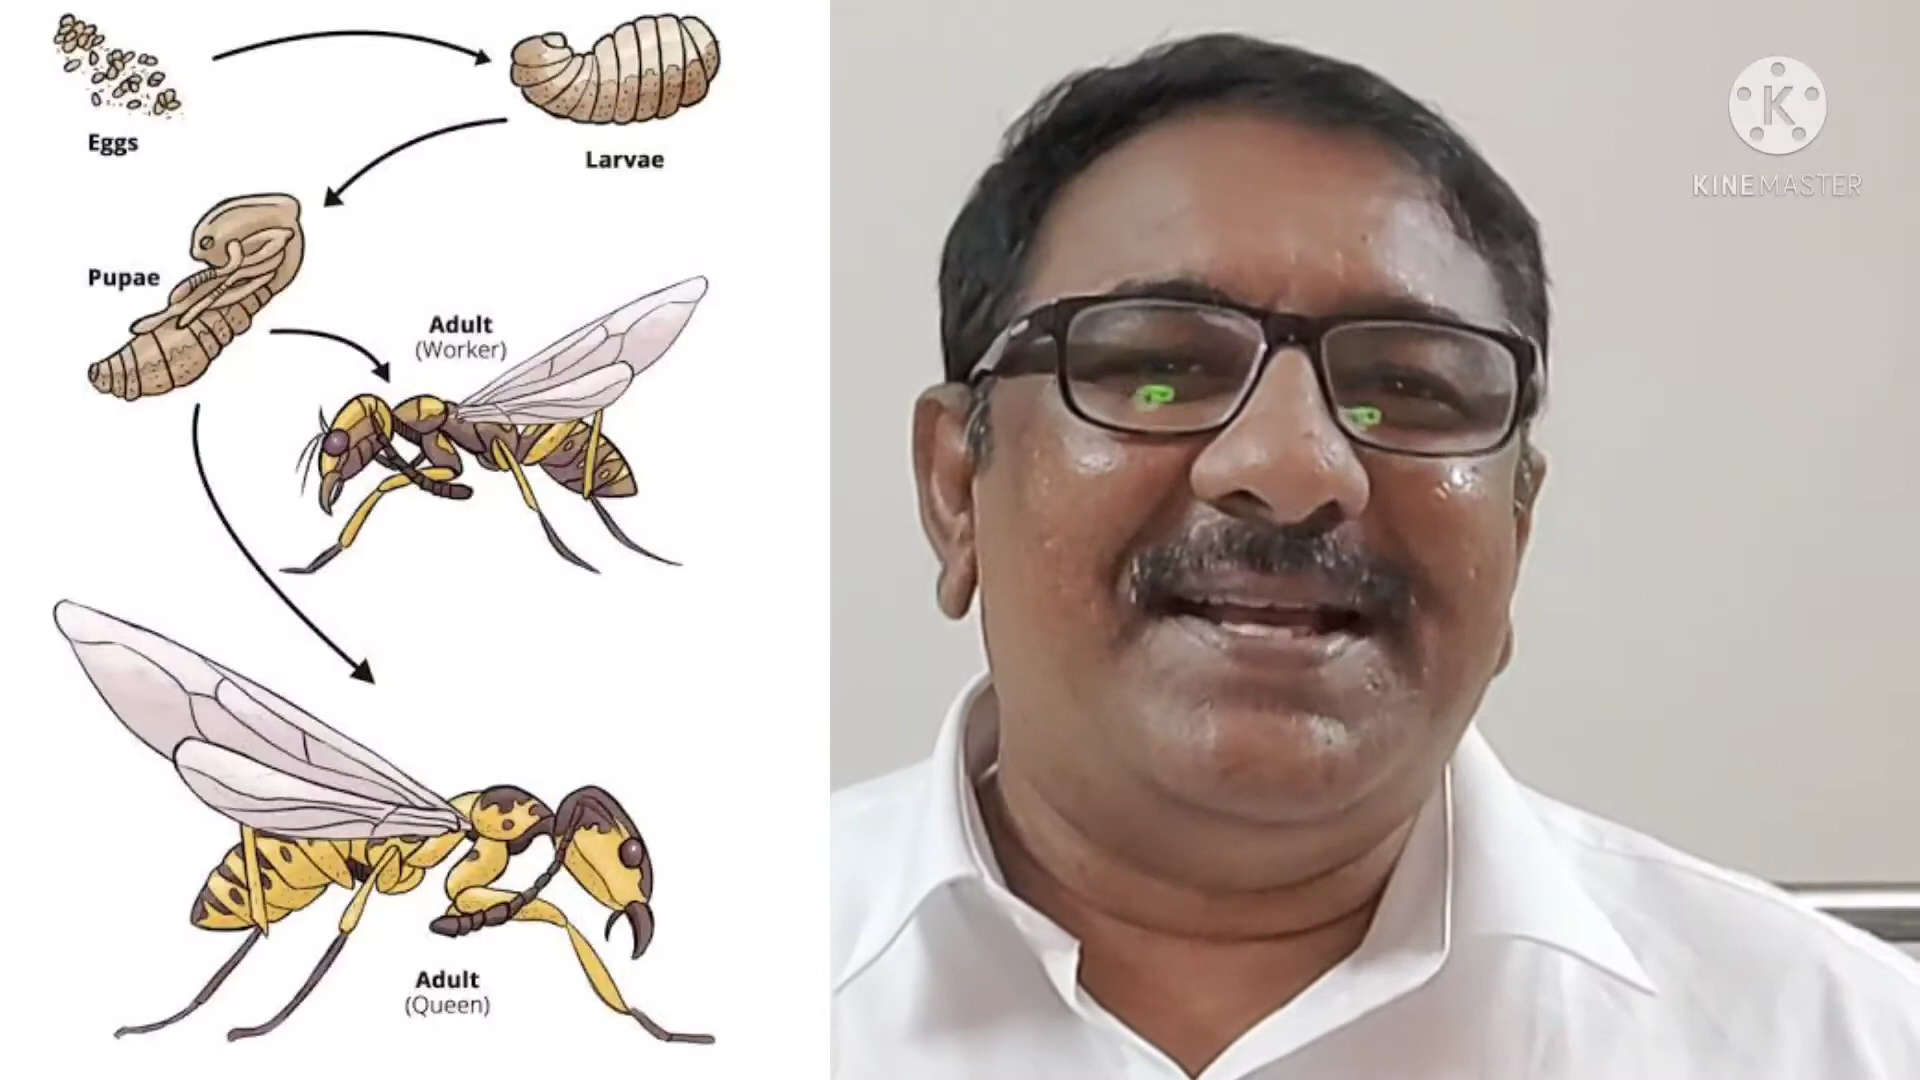 Eggs
Larvae
Pupae
Adult
(Worker)
Adult
(Queen)
K
KINEMASTER